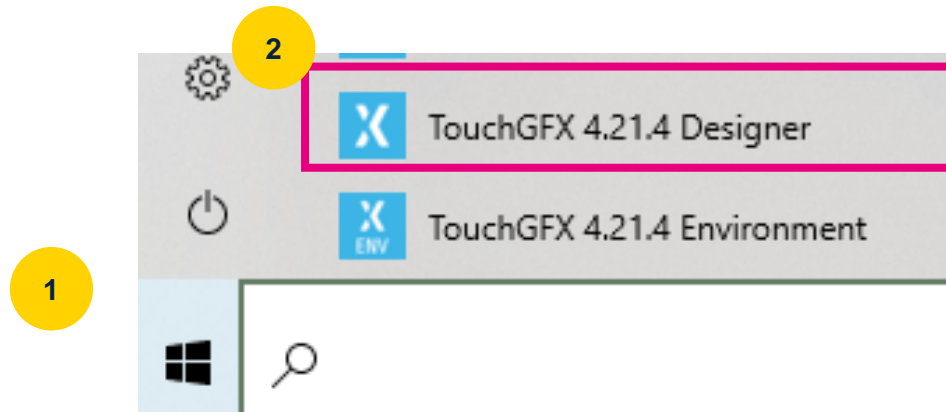 2
TouchGFX 4.21.4 Designer
ENV
TouchGFX 4.21.4 Environment
1